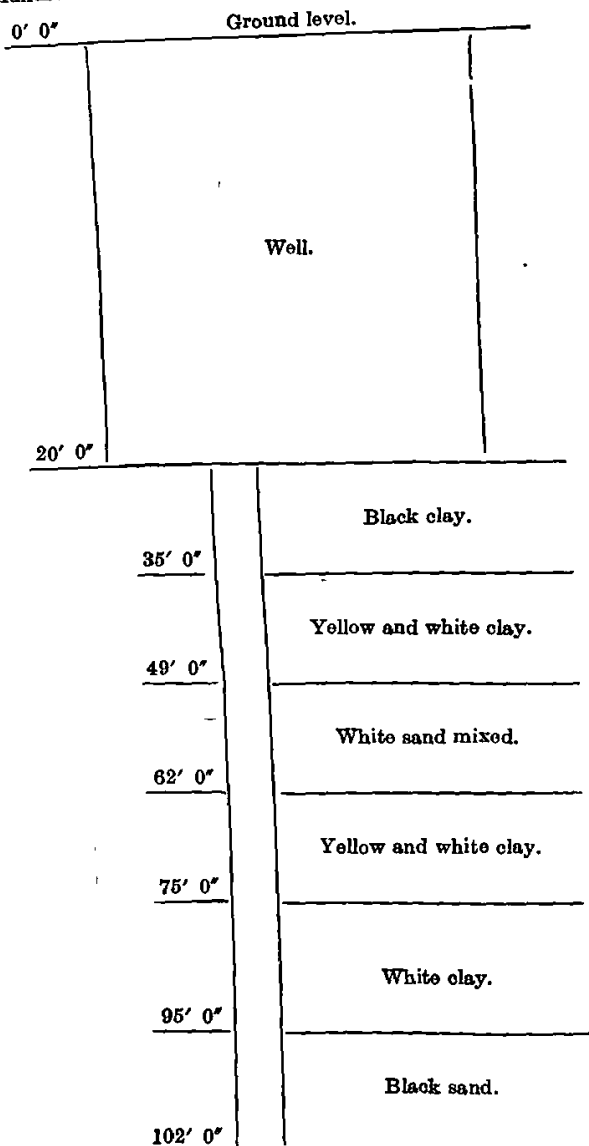 0′ 0″ Ground level.
Well.
20′ 0″
Black clay.
35′ 0″
Yellow and white clay.
49′ 0″
White sand mixed.
62′ 0″
Yellow and white clay.
75′ 0″
White clay.
95′ 0″
Black sand.
102′ 0″